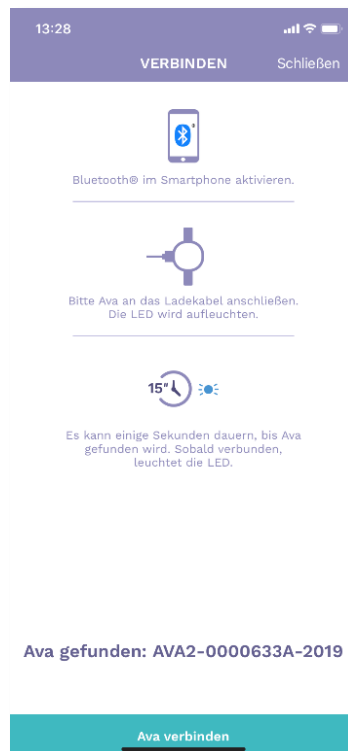 13:28
VERBINDEN
Schließen
Bluetooth® im Smartphone aktivieren.
Bitte Ava an das Ladekabel anschließen.
Die LED wird aufleuchten.
15"
Es kann einige Sekunden dauern, bis Ava
gefunden wird. Sobald verbunden,
leuchtet die LED.
Ava gefunden: AVA2-0000633A-2019
Ava verbinden